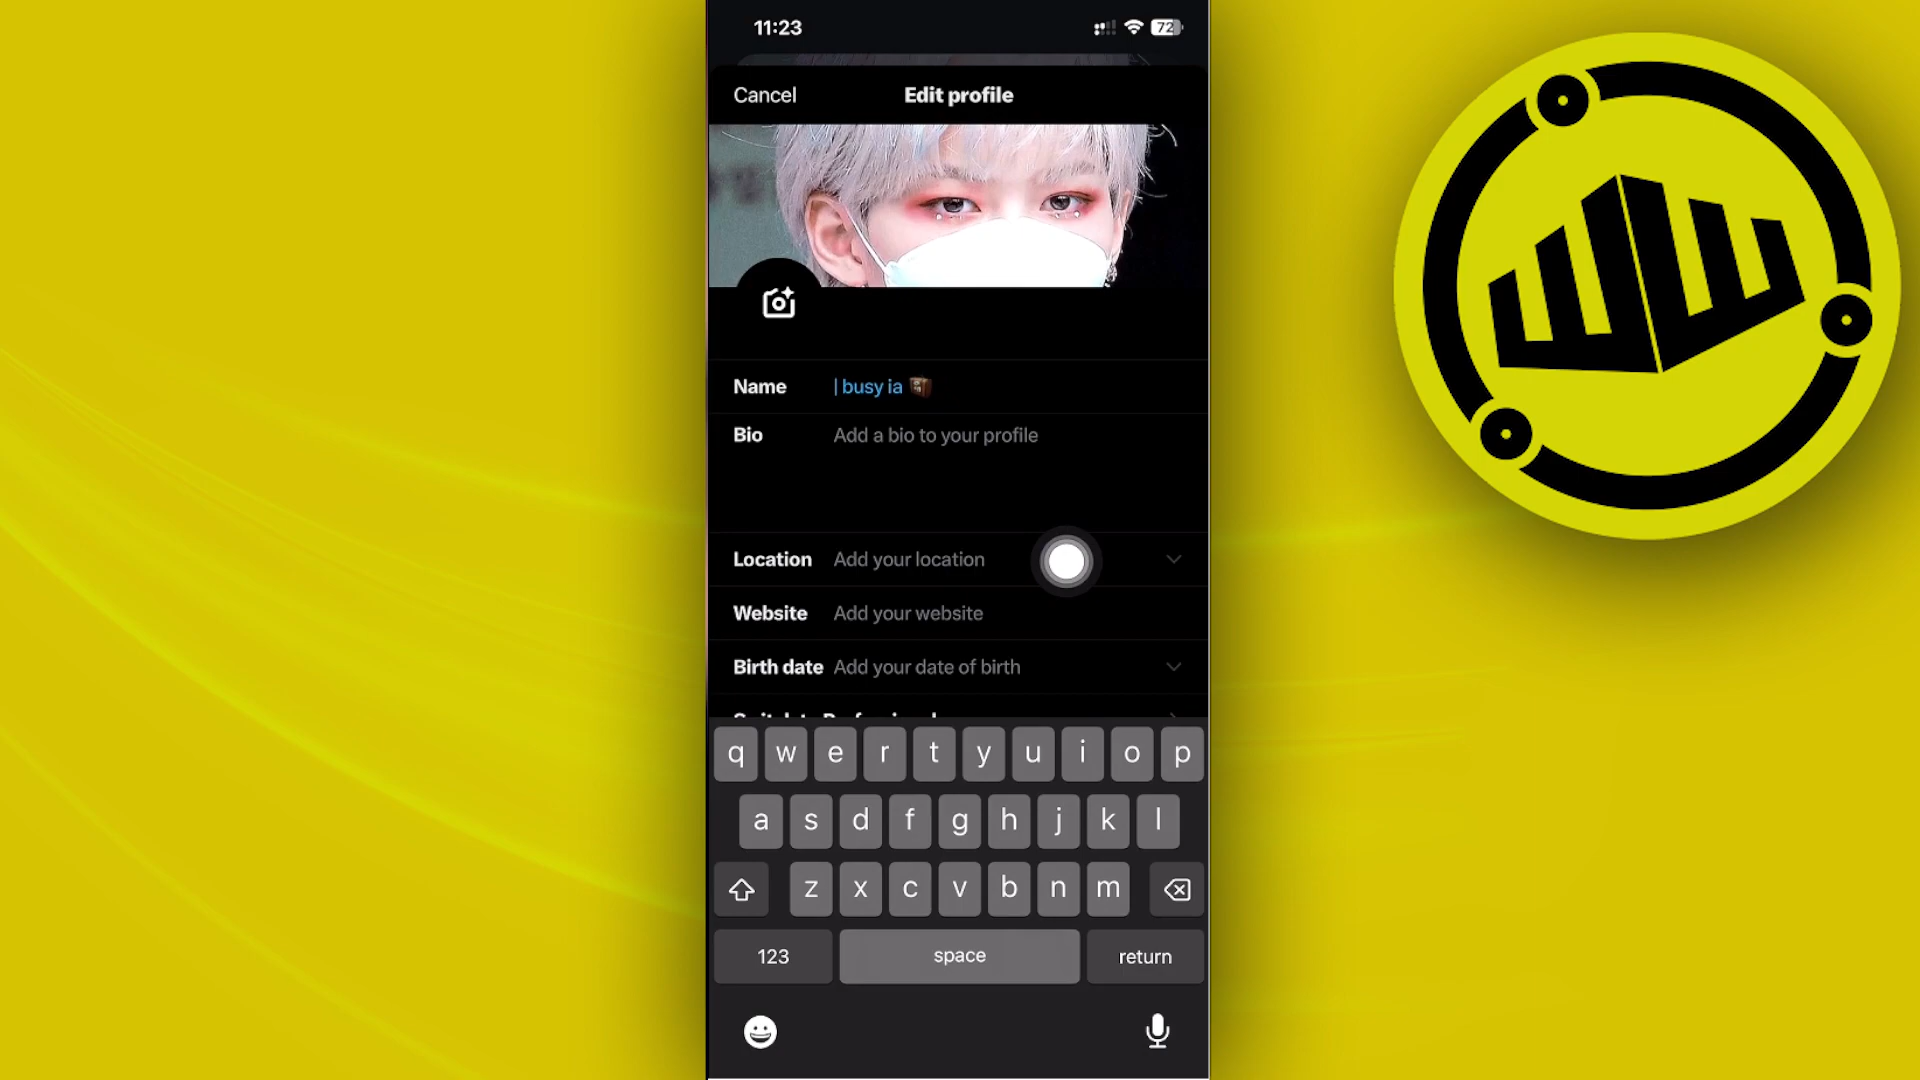 11:23
72
Cancel
Edit profile
Name | busy ia
Bio Add a bio to your profile
Location Add your location
Website Add your website
Birth date Add your date of birth
q w e r t y u i o p
a s d f g h j k l
z x c v b n m
123 space return